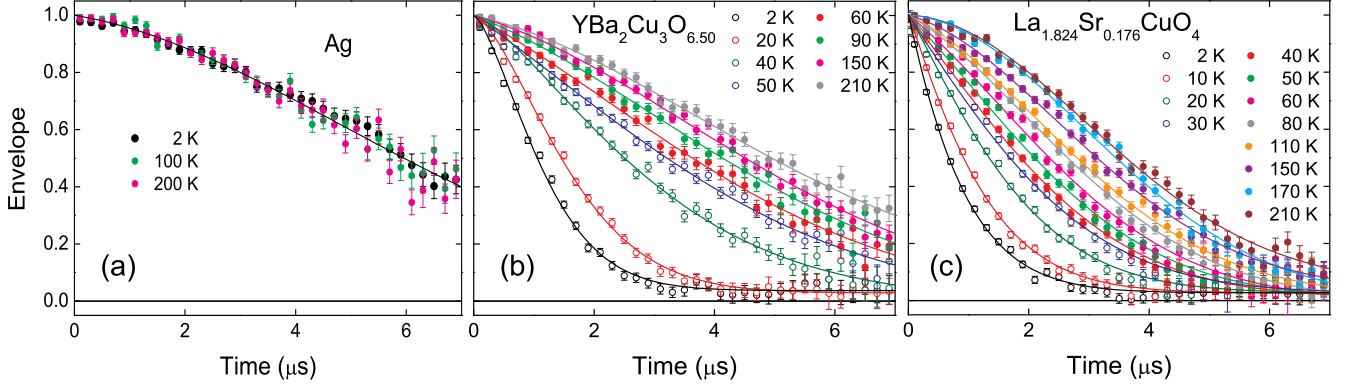 Envelope
1.0
0.8
0.6
0.4
0.2
0.0
Ag
2 K
100 K
200 K
(a)
0 2 4 6
Time (μs)
YBa₂Cu₃O₆.₅₀
2 K 60 K
20 K 90 K
40 K 150 K
50 K 210 K
(b)
0 2 4 6
Time (μs)
La₁.₈₂₄Sr₀.₁₇₆CuO₄
2 K 40 K
10 K 50 K
20 K 60 K
30 K 80 K
110 K
150 K
170 K
210 K
(c)
0 2 4 6
Time (μs)